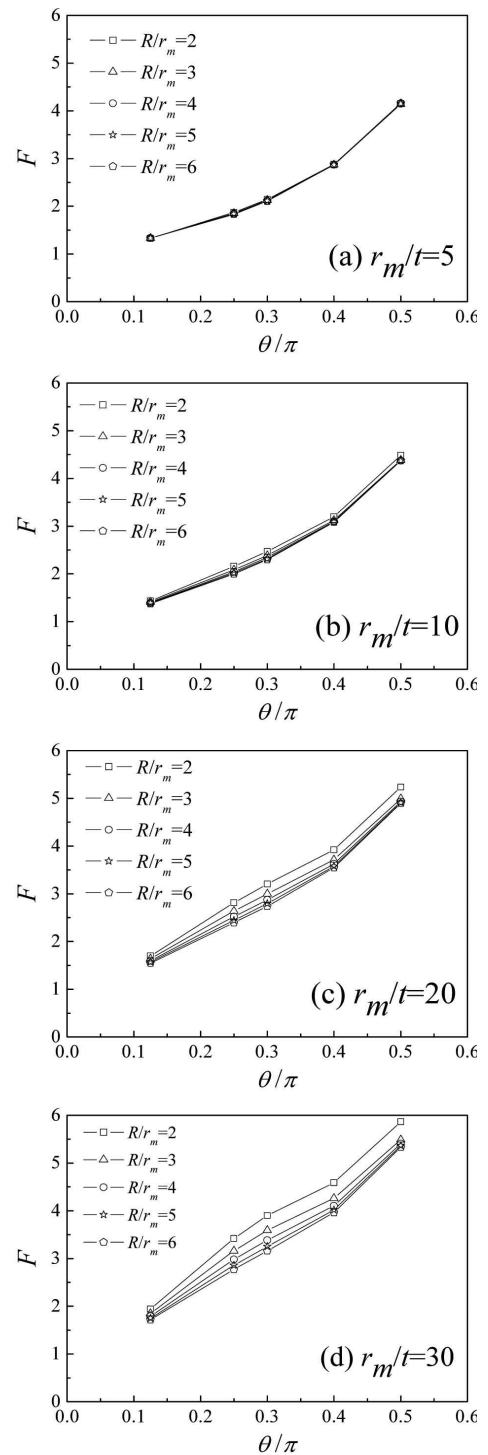 6
5
4
3
2
1
0
F
R/r_m=2
R/r_m=3
R/r_m=4
R/r_m=5
R/r_m=6
(a) r_m/t=5
0.0 0.1 0.2 0.3 0.4 0.5 0.6
θ/π
6
5
4
3
2
1
0
F
R/r_m=2
R/r_m=3
R/r_m=4
R/r_m=5
R/r_m=6
(b) r_m/t=10
0.0 0.1 0.2 0.3 0.4 0.5 0.6
θ/π
6
5
4
3
2
1
0
F
R/r_m=2
R/r_m=3
R/r_m=4
R/r_m=5
R/r_m=6
(c) r_m/t=20
0.0 0.1 0.2 0.3 0.4 0.5 0.6
θ/π
6
5
4
3
2
1
0
F
R/r_m=2
R/r_m=3
R/r_m=4
R/r_m=5
R/r_m=6
(d) r_m/t=30
0.0 0.1 0.2 0.3 0.4 0.5 0.6
θ/π